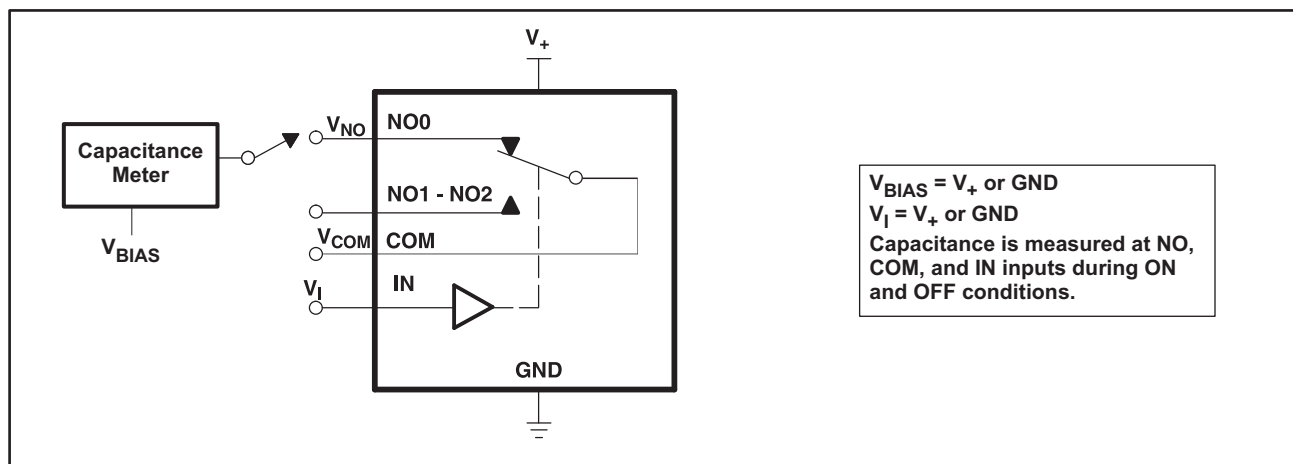 V+
Capacitance
Meter
VBIAS
VNO
NO0
NO1 - NO2
VCOM
COM
VI
IN
GND
VBIAS = V+ or GND
VI = V+ or GND
Capacitance is measured at NO,
COM, and IN inputs during ON
and OFF conditions.